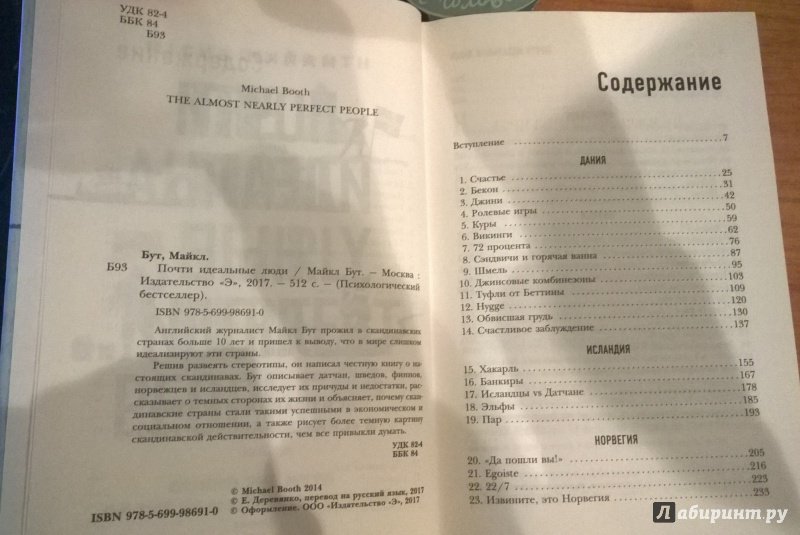 УДК 82-4
ББК 84
Б93
Michael Booth
THE ALMOST NEARLY PERFECT PEOPLE
Бут, Майкл.
Б93 Почти идеальные люди / Майкл Бут. – Москва :
Издательство «Э», 2017. – 512 с. – (Психологический
бестселлер).
ISBN 978-5-699-98691-0
Английский журналист Майкл Бут прожил в скандинавских
странах больше 10 лет и пришел к выводу, что в мире слишком
идеализируют эти страны.
Решив развеять стереотипы, он написал честную книгу о на-
стоящих скандинавах. Бут описывает датчан, шведов, финнов,
норвежцев и исландцев, исследует их причуды и недостатки, рас-
сказывает о темных сторонах их жизни и объясняет, почему скан-
динавские страны стали такими успешными в экономическом и
социальном отношении, а также рисует более темную картину
скандинавской действительности, чем все привыкли думать.
УДК 82-4
ББК 84
© Michael Booth 2014
© Е. Деревянко, перевод на русский язык, 2017
ISBN 978-5-699-98691-0 © Оформление. ООО «Издательство «Э», 2017
Содержание
Вступление 7
ДАНИЯ
1. Счастье 25
2. Бекон 31
3. Джини 42
4. Ролевые игры 50
5. Куры 59
6. Викинги 62
7. 72 процента 76
8. Сэндвичи и горячая ванна 87
9. Шмель 95
10. Джинсовые комбинезоны 103
11. Туфли от Беттины 109
12. Hygge 120
13. Обвисшая грудь 130
14. Счастливое заблуждение 137
ИСЛАНДИЯ
15. Хакарль 155
16. Банкиры 167
17. Исландцы vs Датчане 178
18. Эльфы 185
19. Пар 193
НОРВЕГИЯ
20. «Да пошли вы!» 205
21. Egoiste 216
22. 22/7 223
23. Извините, это Норвегия 233
Лабиринт.ру